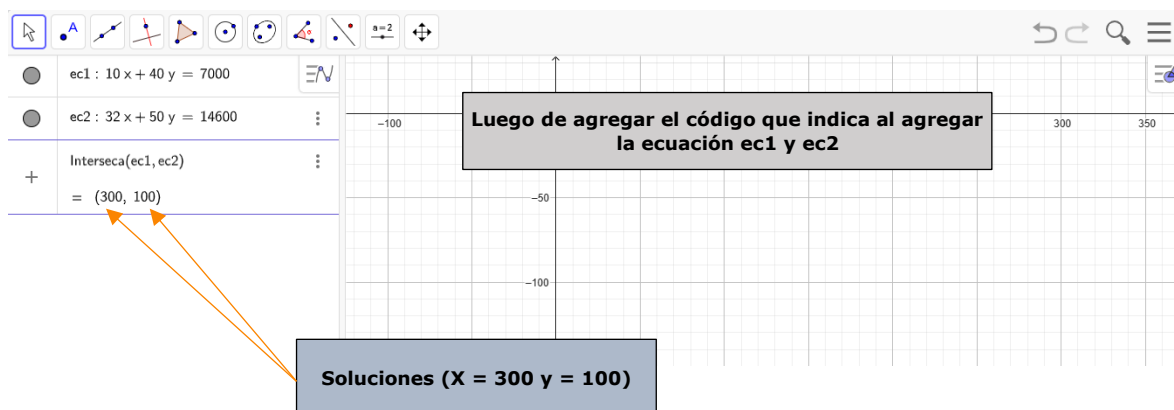 A
a=2
ec1 : 10 x + 40 y = 7000
ec2 : 32 x + 50 y = 14600
Interseca(ec1, ec2)
= (300, 100)
+
Luego de agregar el código que indica al agregar
la ecuación ec1 y ec2
−100
300
350
−50
−100
Soluciones (X = 300 y = 100)